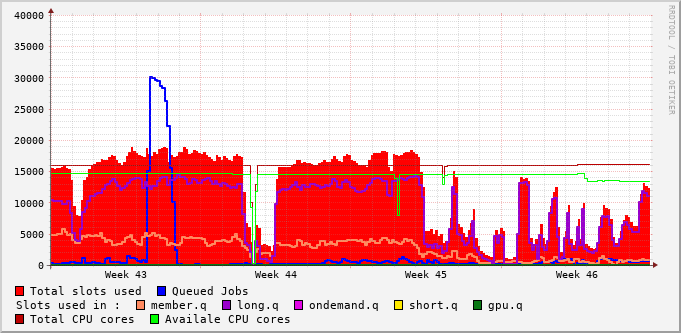 RRDTOOL / TOBI OETIKER
40000
35000
30000
25000
20000
15000
10000
5000
0
Week 43 Week 44 Week 45 Week 46
Total slots used Queued Jobs
Slots used in : member.q long.q ondemand.q short.q gpu.q
Total CPU cores Availale CPU cores